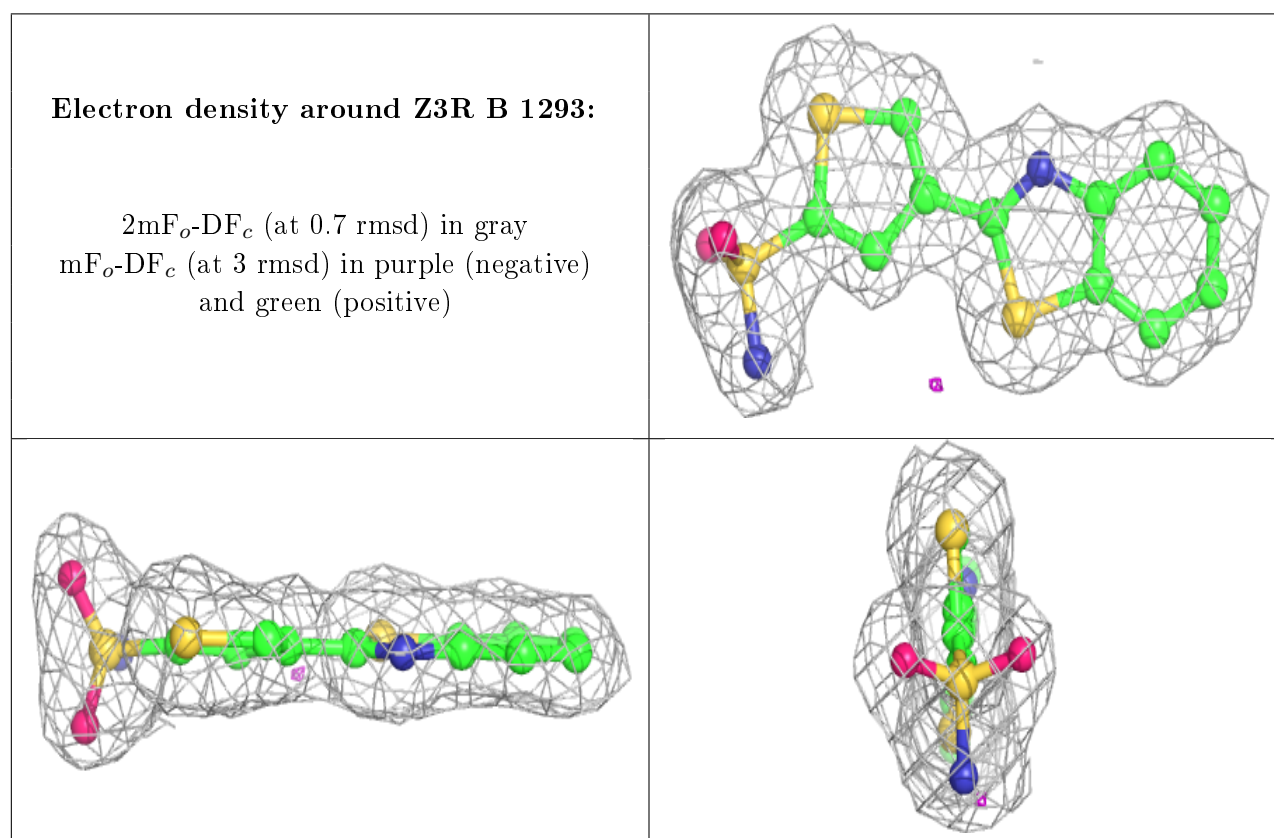 Electron density around Z3R B 1293:
2mFₒ-DF𝒸 (at 0.7 rmsd) in gray
mFₒ-DF𝒸 (at 3 rmsd) in purple (negative)
and green (positive)